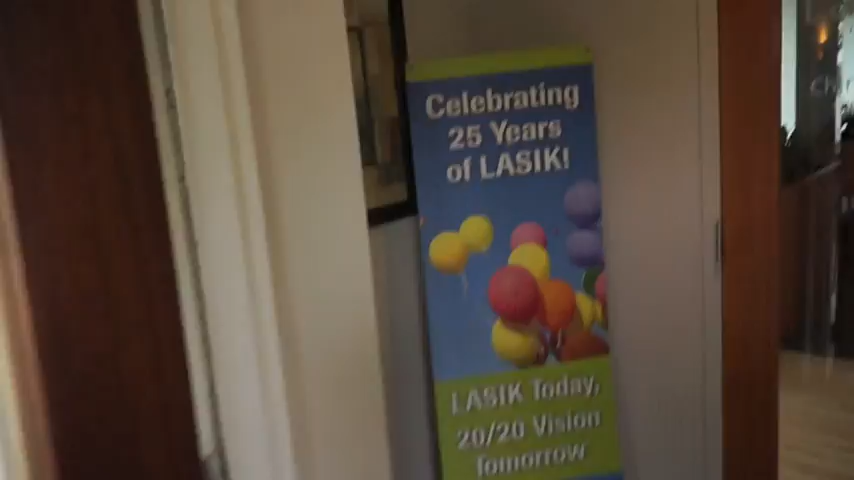 Celebrating
25 Years
of LASIK!
LASIK Today,
20/20 Vision
Tomorrow